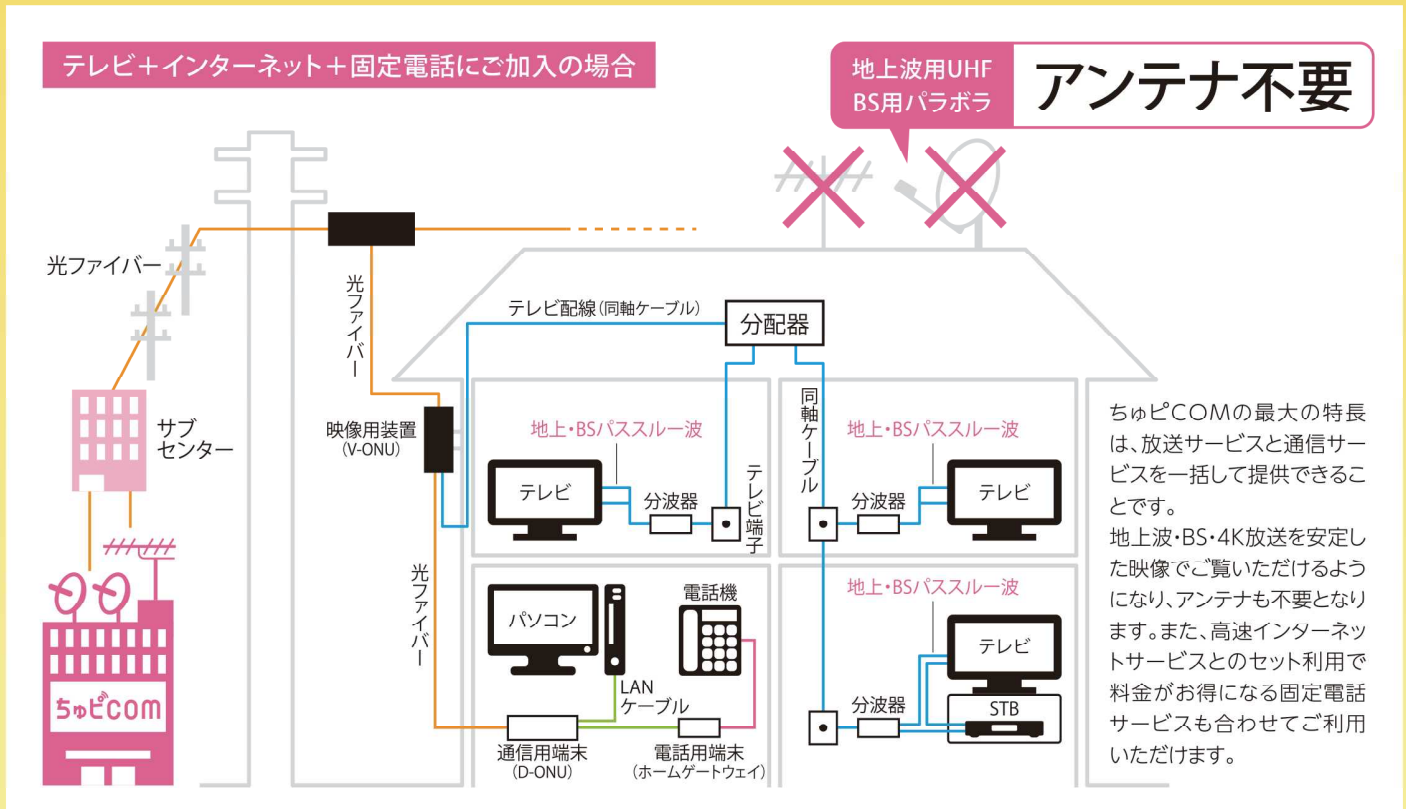 テレビ＋インターネット＋固定電話にご加入の場合
地上波用UHF
BS用パラボラ
アンテナ不要
光ファイバー
光ファイバー
テレビ配線（同軸ケーブル）
分配器
サブ
センター
映像用装置
(V-ONU)
地上・BSパススルー波
テレビ
分波器
テレビ端子
同軸ケーブル
地上・BSパススルー波
分波器
テレビ
光ファイバー
パソコン
電話機
LAN
ケーブル
通信用端末
(D-ONU)
電話用端末
(ホームゲートウェイ)
地上・BSパススルー波
テレビ
分波器
STB
ちゅピCOM
ちゅピCOMの最大の特長
は、放送サービスと通信サー
ビスを一括して提供できるこ
とです。
地上波・BS・4K放送を安定し
た映像でご覧いただけるよう
になり、アンテナも不要となり
ます。また、高速インターネッ
トサービスとのセット利用で
料金がお得になる固定電話
サービスも合わせてご利用
いただけます。